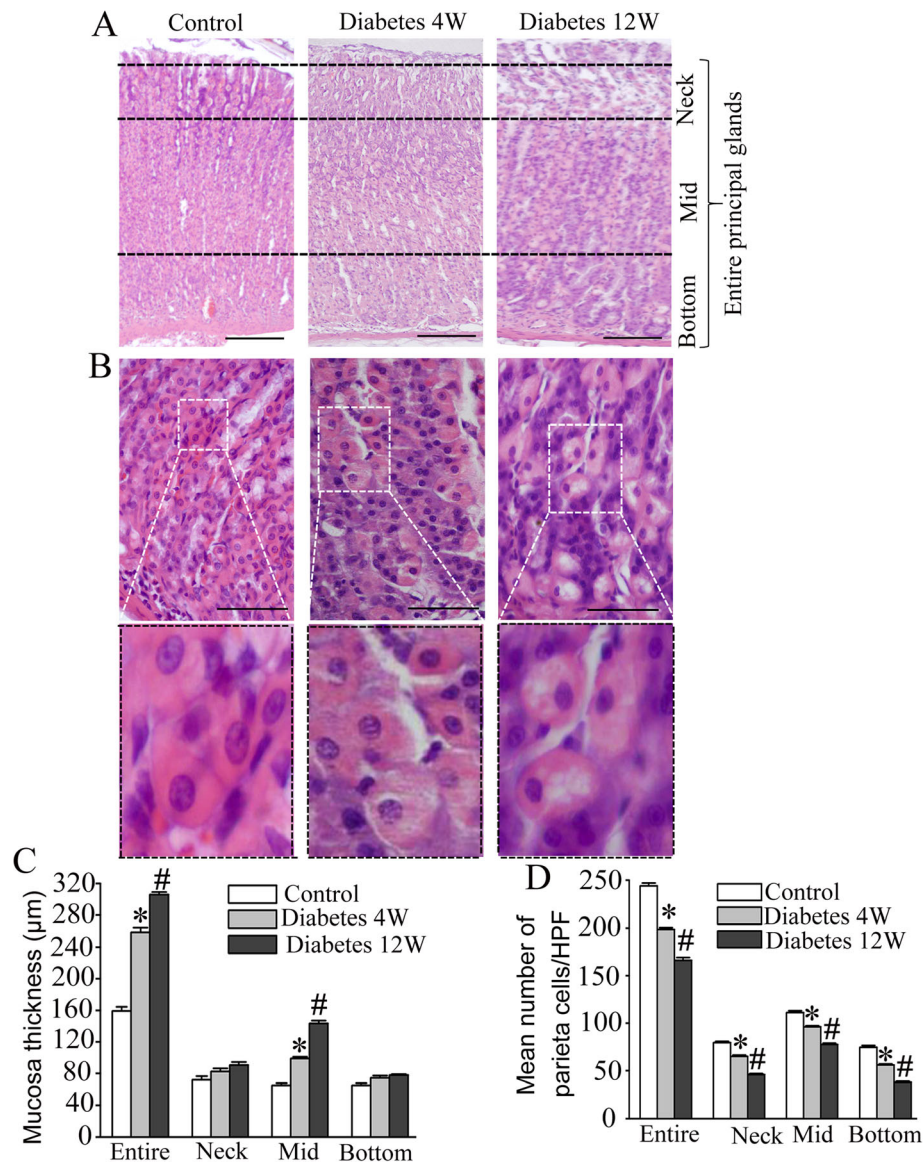 A
Control
Diabetes 4W
Diabetes 12W
Neck
Mid
Bottom
Entire principal glands
B
C
Mucosa thickness (μm)
320
280
240
200
160
120
80
40
0
*
#
*
#
Control
Diabetes 4W
Diabetes 12W
Entire
Neck
Mid
Bottom
D
Mean number of
parieta cells/HPF
250
200
150
100
50
0
*
#
*
#
*
#
*
#
Control
Diabetes 4W
Diabetes 12W
Entire
Neck
Mid
Bottom